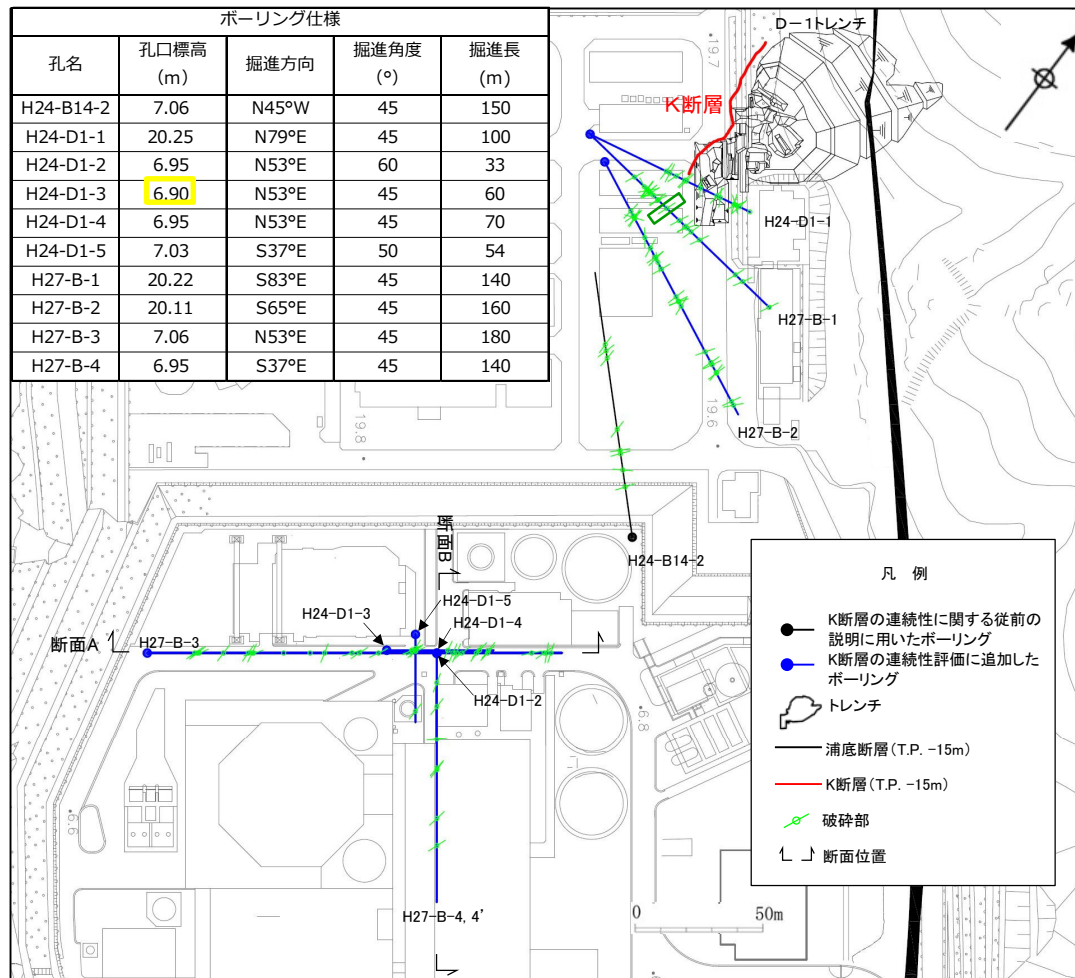 ボーリング仕様
孔名 孔口標高(m) 掘進方向 掘進角度(°) 掘進長(m)
H24-B14-2 7.06 N45°W 45 150
H24-D1-1 20.25 N79°E 45 100
H24-D1-2 6.95 N53°E 60 33
H24-D1-3 6.90 N53°E 45 60
H24-D1-4 6.95 N53°E 45 70
H24-D1-5 7.03 S37°E 50 54
H27-B-1 20.22 S83°E 45 140
H27-B-2 20.11 S65°E 45 160
H27-B-3 7.06 N53°E 45 180
H27-B-4 6.95 S37°E 45 140
D-1トレンチ
19.7
K断層
H24-D1-1
H27-B-1
19.8
19.6
H27-B-2
断面B
H24-B14-2
H24-D1-3
H24-D1-5
H24-D1-4
断面A
H27-B-3
H24-D1-2
6.8
6.6
H27-B-4, 4'
0 50m
凡 例
K断層の連続性に関する従前の
説明に用いたボーリング
K断層の連続性評価に追加した
ボーリング
トレンチ
浦底断層(T.P. -15m)
K断層(T.P. -15m)
破砕部
断面位置